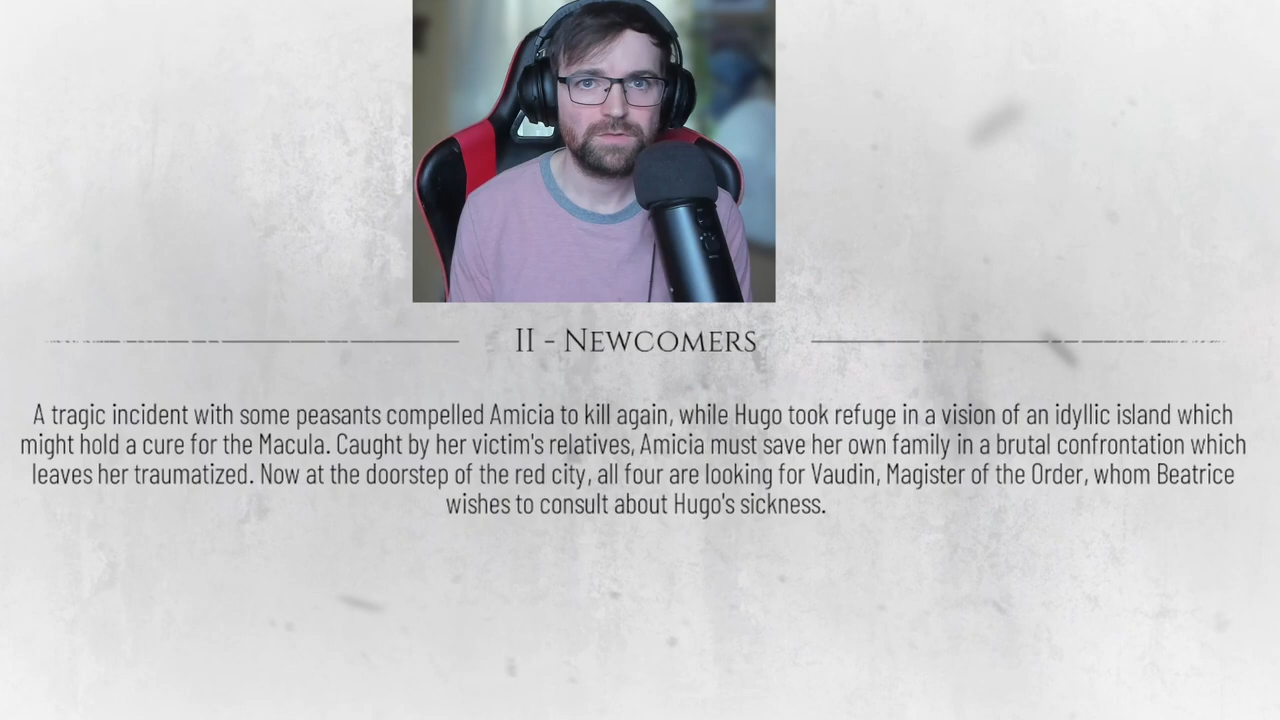 II - Newcomers
A tragic incident with some peasants compelled Amicia to kill again, while Hugo took refuge in a vision of an idyllic island which
might hold a cure for the Macula. Caught by her victim's relatives, Amicia must save her own family in a brutal confrontation which
leaves her traumatized. Now at the doorstep of the red city, all four are looking for Vaudin, Magister of the Order, whom Beatrice
wishes to consult about Hugo's sickness.